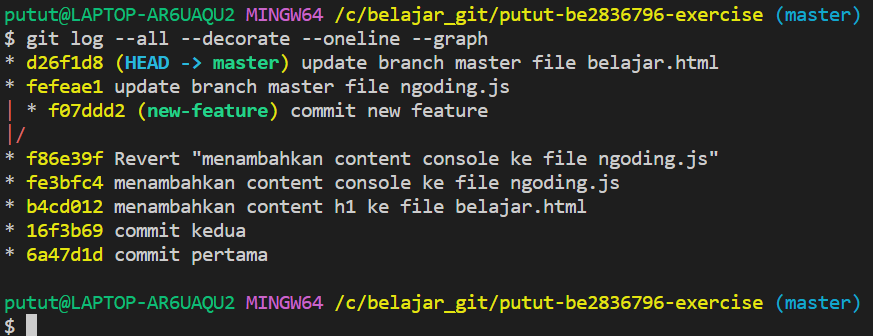 putut@LAPTOP-AR6UAQU2 MINGW64 /c/belajar_git/putut-be2836796-exercise (master)
$ git log --all --decorate --oneline --graph
* d26f1d8 (HEAD -> master) update branch master file belajar.html
* fefeae1 update branch master file ngoding.js
| * f07ddd2 (new-feature) commit new feature
|/
* f86e39f Revert "menambahkan content console ke file ngoding.js"
* fe3bfc4 menambahkan content console ke file ngoding.js
* b4cd012 menambahkan content h1 ke file belajar.html
* 16f3b69 commit kedua
* 6a47d1d commit pertama
putut@LAPTOP-AR6UAQU2 MINGW64 /c/belajar_git/putut-be2836796-exercise (master)
$